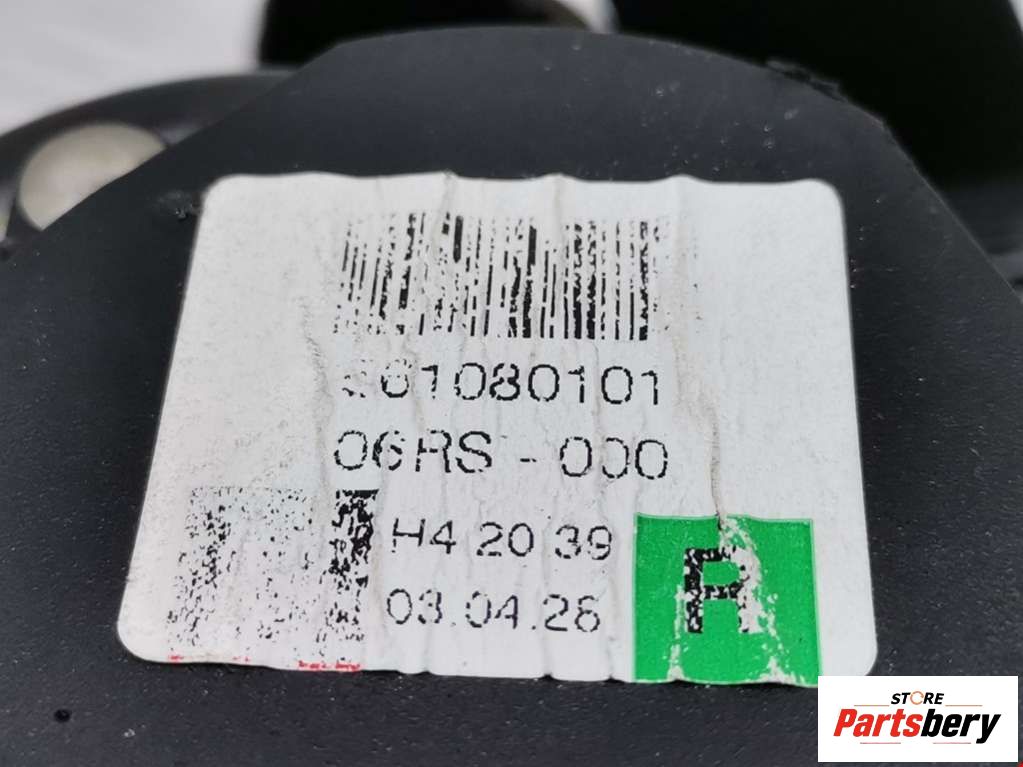 61080101
06RS - 000
H4 20 39
03.04.26
R
STORE
Partsbery